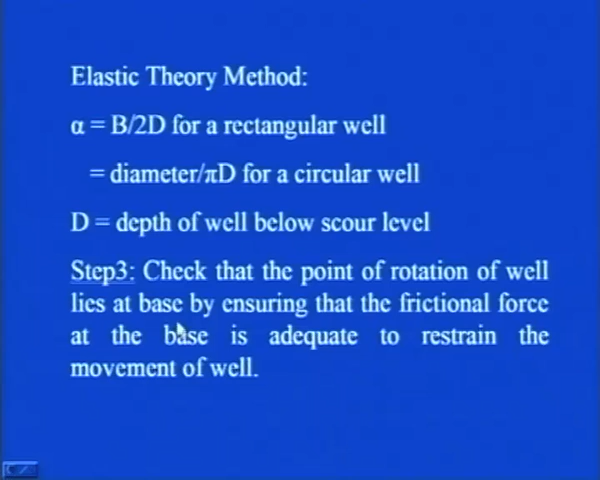 Elastic Theory Method:
α = B/2D for a rectangular well
= diameter/πD for a circular well
D = depth of well below scour level
Step3: Check that the point of rotation of well
lies at base by ensuring that the frictional force
at the base is adequate to restrain the
movement of well.